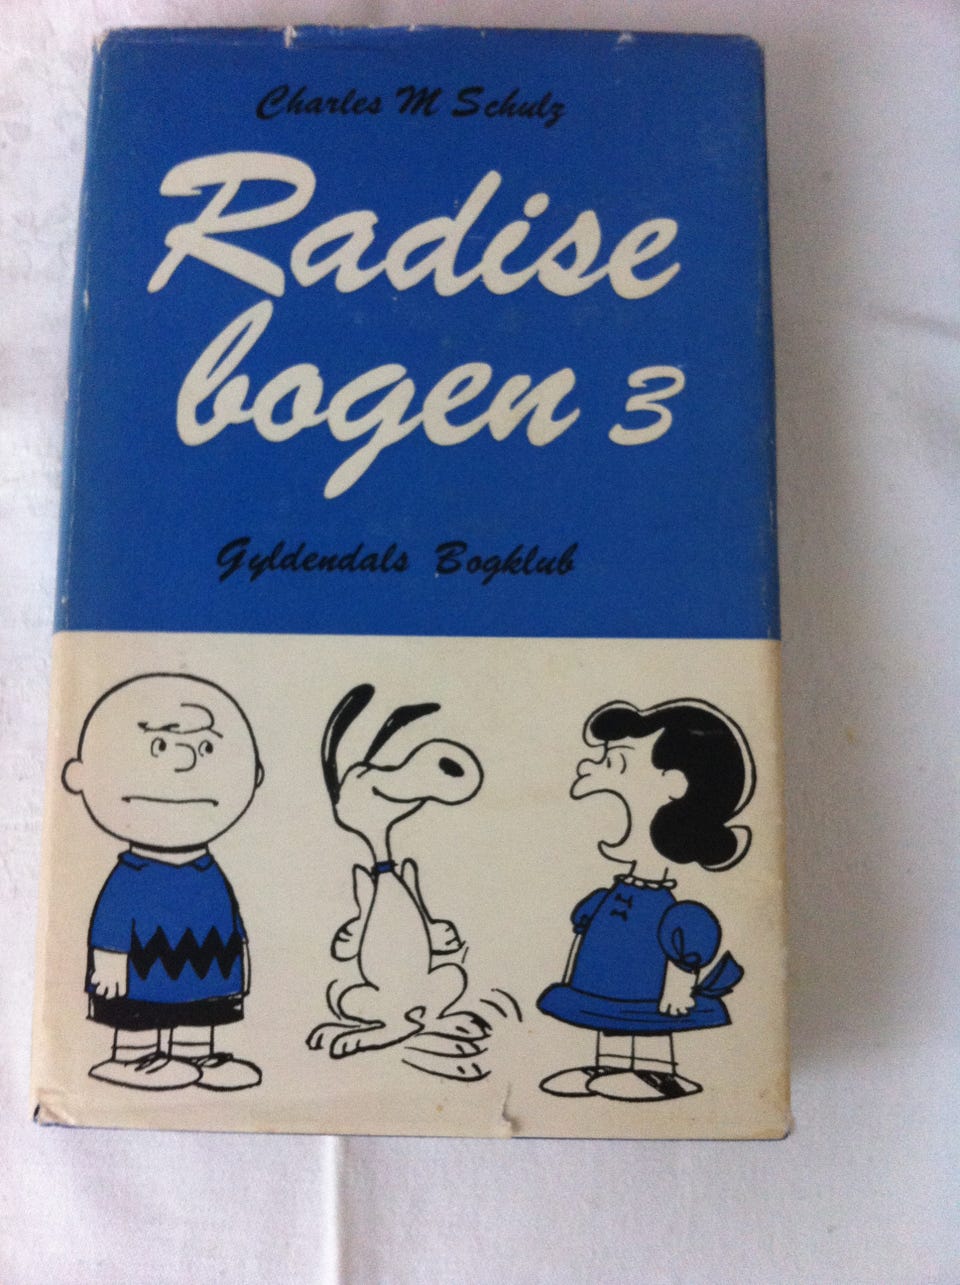 Charles M Schulz
Radise
bogen 3
Gyldendals Bogklub